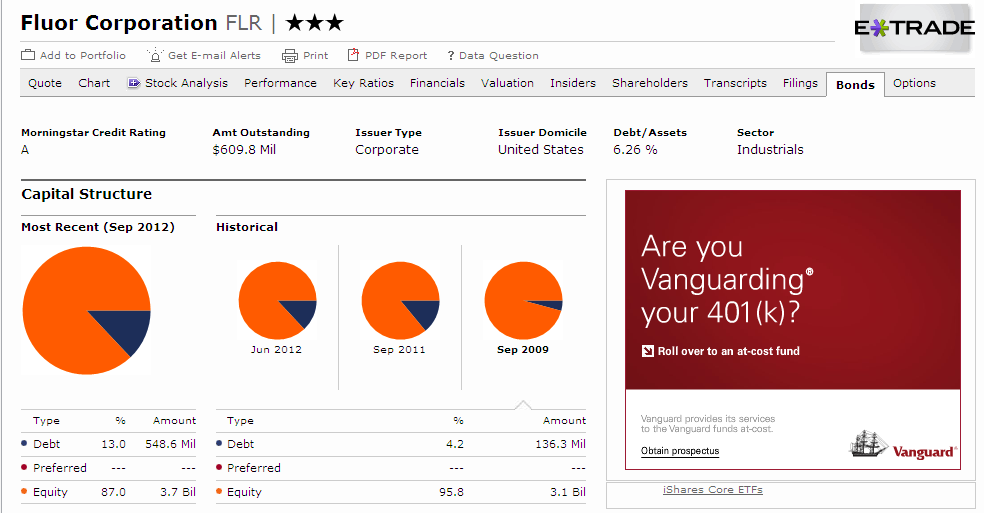 Fluor Corporation FLR | ★★★
E*TRADE
Add to Portfolio Get E-mail Alerts Print PDF Report ? Data Question
Quote Chart Stock Analysis Performance Key Ratios Financials Valuation Insiders Shareholders Transcripts Filings Bonds Options
Morningstar Credit Rating Amt Outstanding Issuer Type Issuer Domicile Debt/Assets Sector
A $609.8 Mil Corporate United States 6.26 % Industrials
Capital Structure
Most Recent (Sep 2012) Historical
Jun 2012 Sep 2011 Sep 2009
Type % Amount Type % Amount
Debt 13.0 548.6 Mil Debt 4.2 136.3 Mil
Preferred --- --- Preferred --- ---
Equity 87.0 3.7 Bil Equity 95.8 3.1 Bil
Are you
Vanguarding®
your 401(k)?
Roll over to an at-cost fund
Vanguard provides its services
to the Vanguard funds at-cost.
Obtain prospectus
Vanguard®
iShares Core ETFs